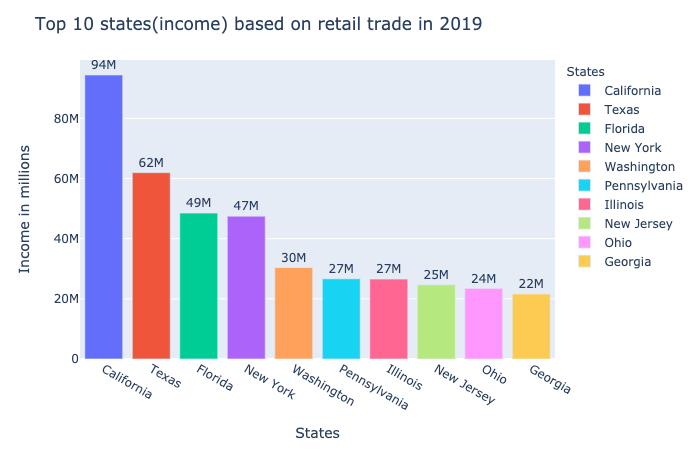 Top 10 states(income) based on retail trade in 2019
94M
62M
49M
47M
30M
27M
27M
25M
24M
22M
80M
60M
40M
20M
0
Income in millions
California
Texas
Florida
New York
Washington
Pennsylvania
Illinois
New Jersey
Ohio
Georgia
States
States
California
Texas
Florida
New York
Washington
Pennsylvania
Illinois
New Jersey
Ohio
Georgia